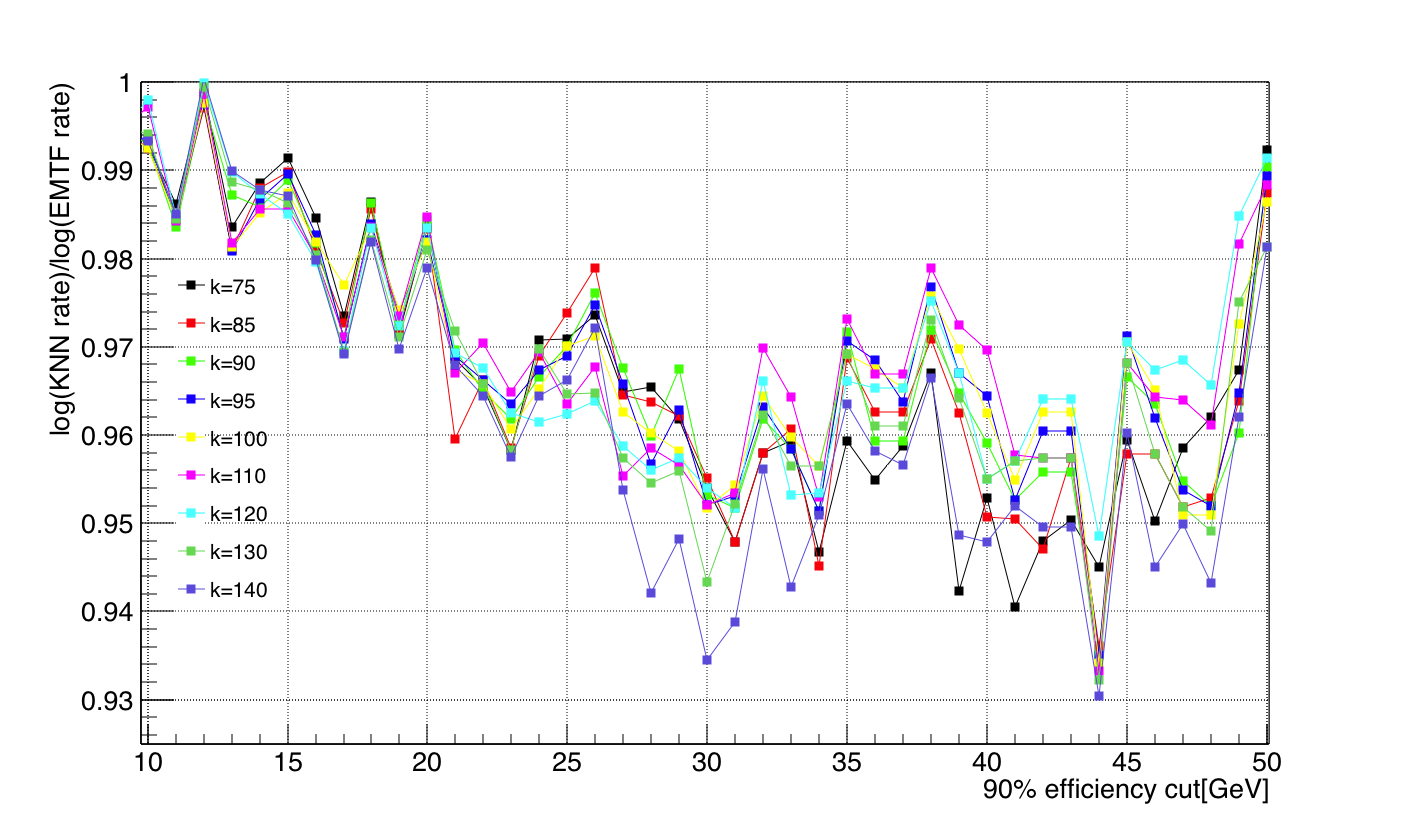 log(KNN rate)/log(EMTF rate)
1
0.99
0.98
0.97
0.96
0.95
0.94
0.93
k=75
k=85
k=90
k=95
k=100
k=110
k=120
k=130
k=140
10 15 20 25 30 35 40 45 50
90% efficiency cut[GeV]